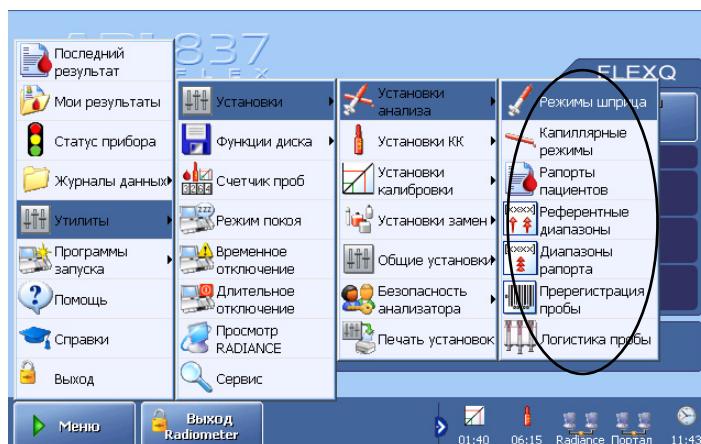 837
FLEX
FLEXQ
Последний
результат
Мои результаты
Статус прибора
Журналы данных
Утилиты
Программы
запуска
Помощь
Справки
Выход
Установки
Функции диска
Счетчик проб
Режим покоя
Временное
отключение
Длительное
отключение
Просмотр
RADIANCE
Сервис
Установки
анализа
Установки КК
Установки
калибровки
Установки замен
Общие установки
Безопасность
анализатора
Печать установок
Режимы шприца
Капиллярные
режимы
Рапорты
пациентов
Референтные
диапазоны
Диапазоны
рапорта
Пререгистрация
пробы
Логистика пробы
Меню
Выход
Radiometer
01:40
06:15
Radiance
Портал
11:43